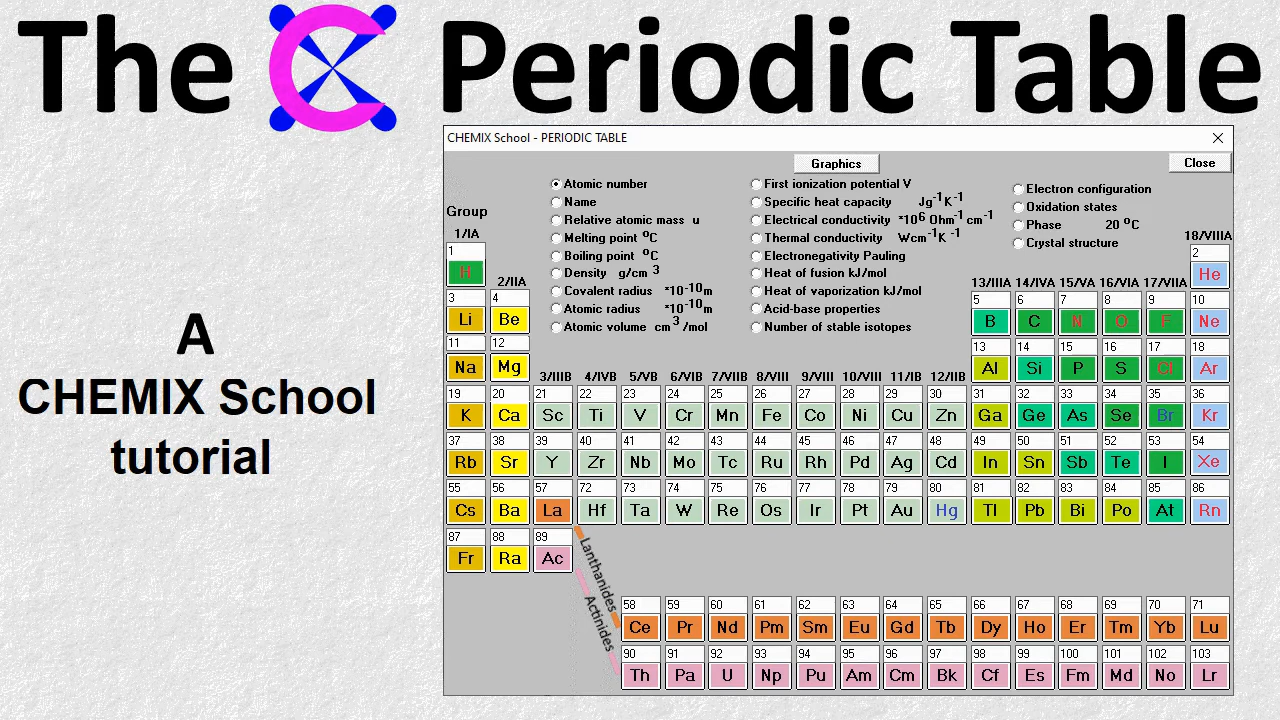 The C Periodic Table
A
CHEMIX School
tutorial
CHEMIX School - PERIODIC TABLE
Graphics
Close
Atomic number
Name
Relative atomic mass u
Melting point ºC
Boiling point ºC
Density g/cm 3
Covalent radius *10-10m
Atomic radius *10-10m
Atomic volume cm3/mol
First ionization potential V
Specific heat capacity Jg-1K-1
Electrical conductivity *106 Ohm-1 cm-1
Thermal conductivity Wcm-1K -1
Electronegativity Pauling
Heat of fusion kJ/mol
Heat of vaporization kJ/mol
Acid-base properties
Number of stable isotopes
Electron configuration
Oxidation states
Phase 20 ºC
Crystal structure
Group
1/IA 18/VIIIA
1 2
H He
2/IIA 13/IIIA 14/IVA 15/VA 16/VIA 17/VIIA
3 4 5 6 7 8 9 10
Li Be B C N O F Ne
11 12 13 14 15 16 17 18
Na Mg Al Si P S Cl Ar
3/IIIB 4/IVB 5/VB 6/VIB 7/VIIB 8/VIII 9/VIII 10/VIII 11/IB 12/IIB
19 20 21 22 23 24 25 26 27 28 29 30 31 32 33 34 35 36
K Ca Sc Ti V Cr Mn Fe Co Ni Cu Zn Ga Ge As Se Br Kr
37 38 39 40 41 42 43 44 45 46 47 48 49 50 51 52 53 54
Rb Sr Y Zr Nb Mo Tc Ru Rh Pd Ag Cd In Sn Sb Te I Xe
55 56 57 72 73 74 75 76 77 78 79 80 81 82 83 84 85 86
Cs Ba La Hf Ta W Re Os Ir Pt Au Hg Tl Pb Bi Po At Rn
87 88 89
Fr Ra Ac
Lanthanides
Actinides
58 59 60 61 62 63 64 65 66 67 68 69 70 71
Ce Pr Nd Pm Sm Eu Gd Tb Dy Ho Er Tm Yb Lu
90 91 92 93 94 95 96 97 98 99 100 101 102 103
Th Pa U Np Pu Am Cm Bk Cf Es Fm Md No Lr